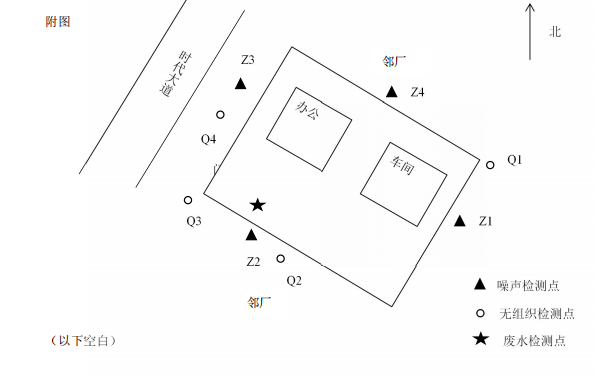 附图
北
时代大道
Z3
邻厂
Z4
办公
Q4
车间
Q1
门
Q3
Z1
Z2
Q2
邻厂
噪声检测点
无组织检测点
废水检测点
（以下空白）